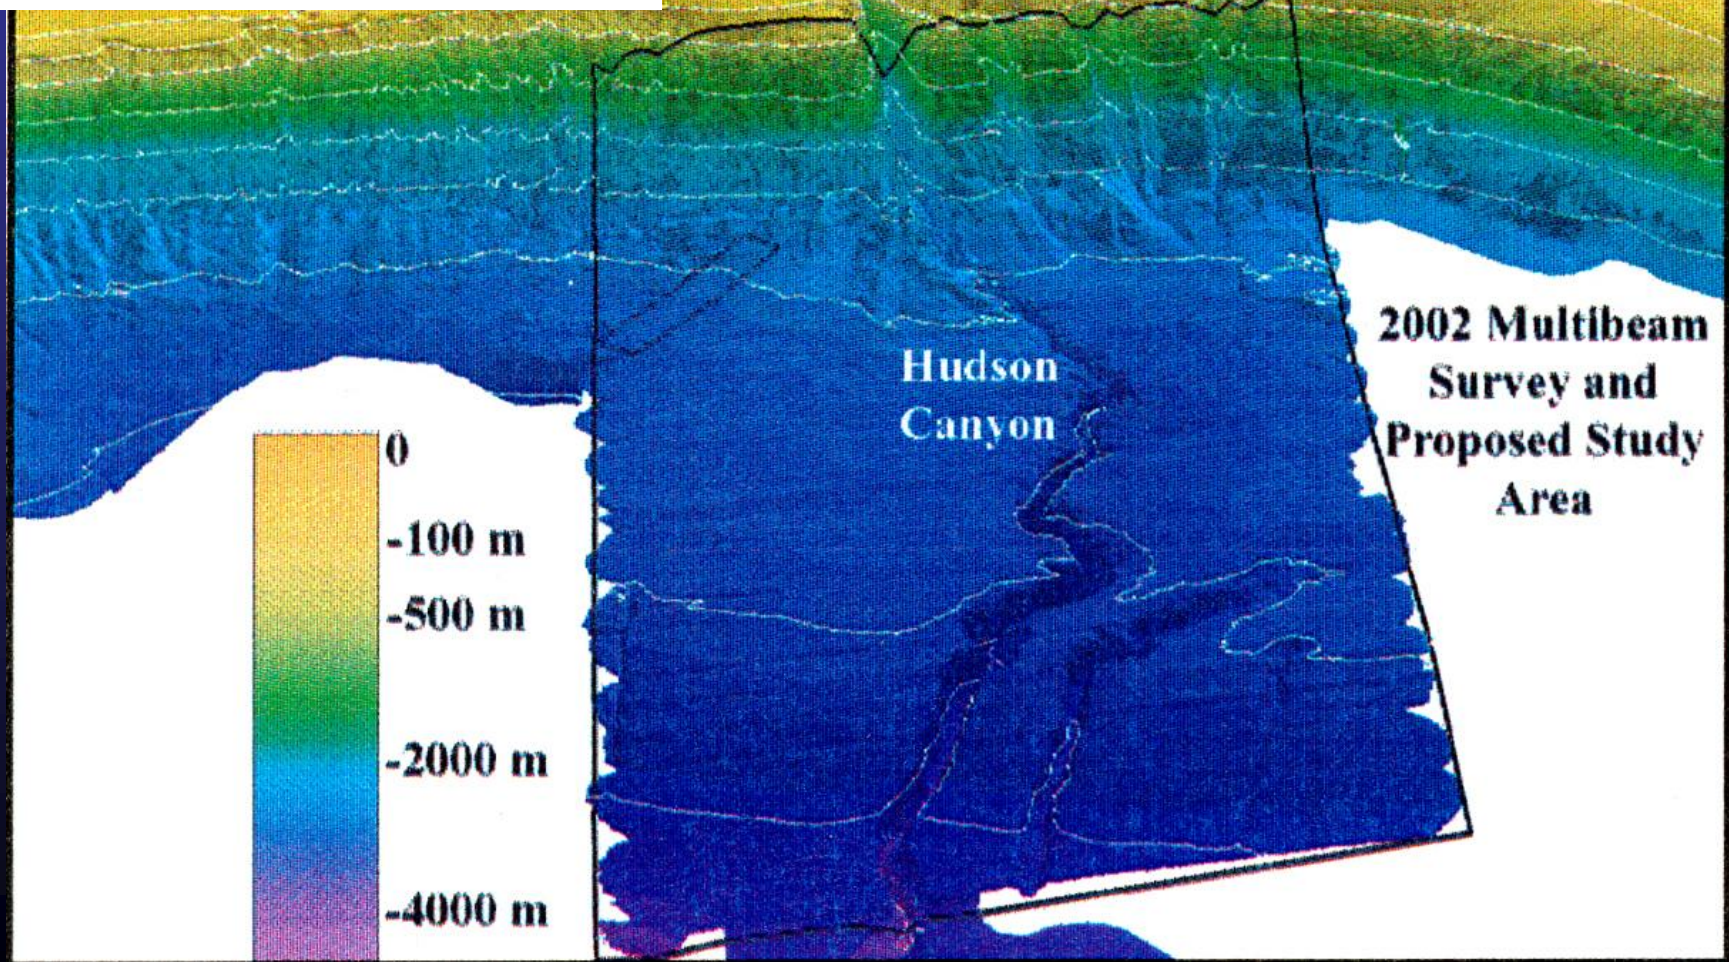 Hudson
Canyon
2002 Multibeam
Survey and
Proposed Study
Area
0
-100 m
-500 m
-2000 m
-4000 m